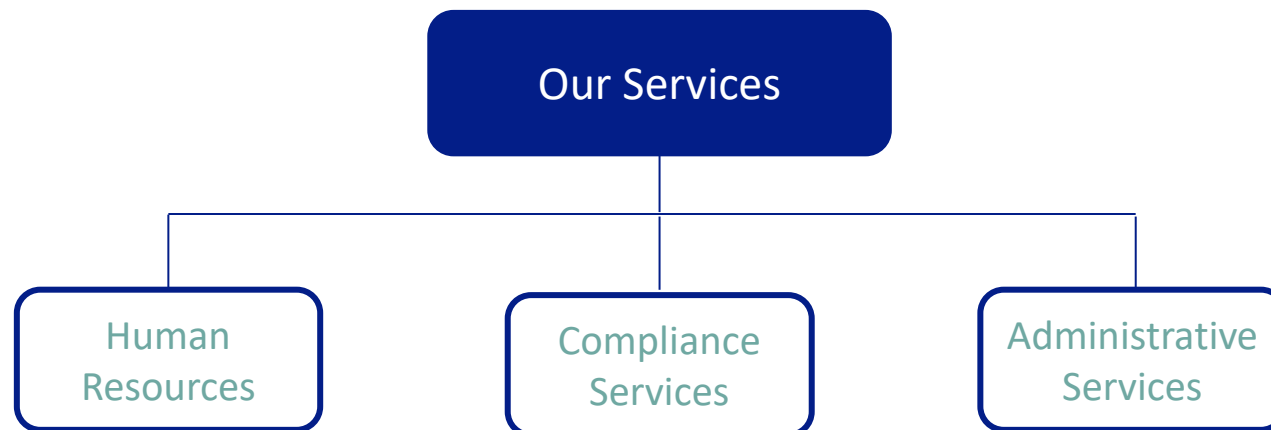 Our Services
Human
Resources
Compliance
Services
Administrative
Services